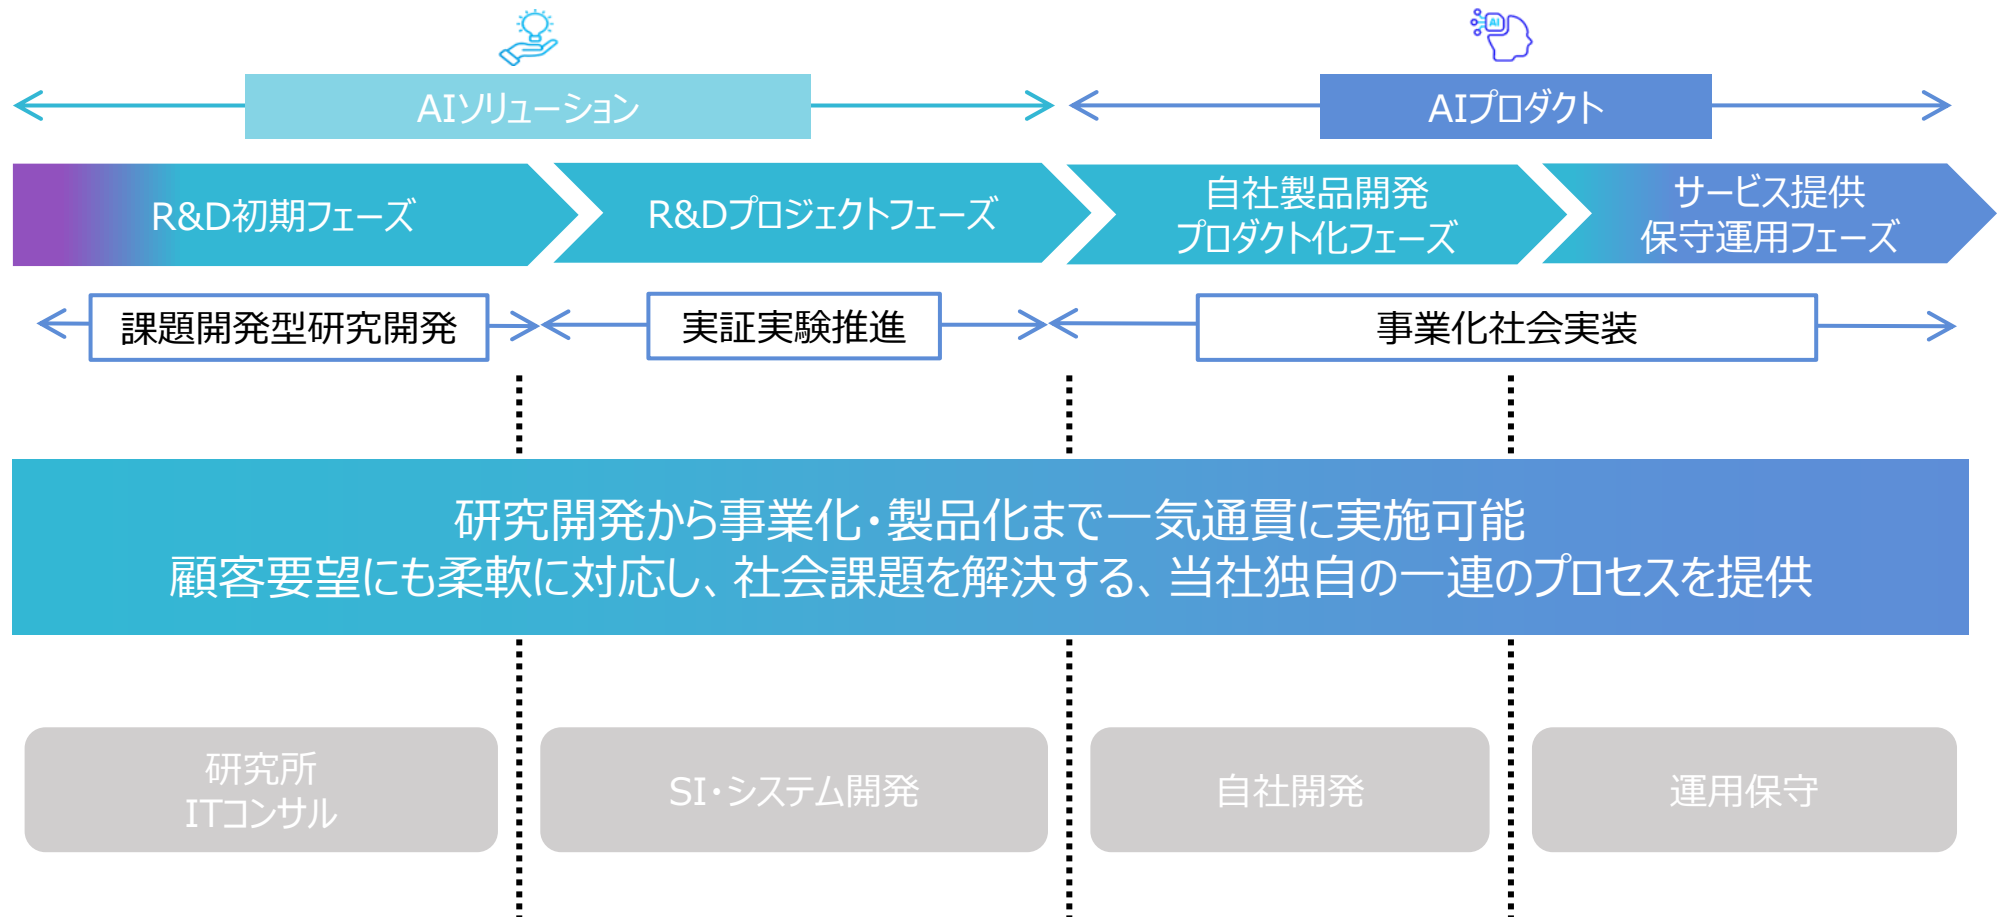 AI
AIソリューション
AIプロダクト
R&D初期フェーズ
R&Dプロジェクトフェーズ
自社製品開発
プロダクト化フェーズ
サービス提供
保守運用フェーズ
課題開発型研究開発
実証実験推進
事業化社会実装
研究開発から事業化・製品化まで一気通貫に実施可能
顧客要望にも柔軟に対応し、社会課題を解決する、当社独自の一連のプロセスを提供
研究所
ITコンサル
SI・システム開発
自社開発
運用保守